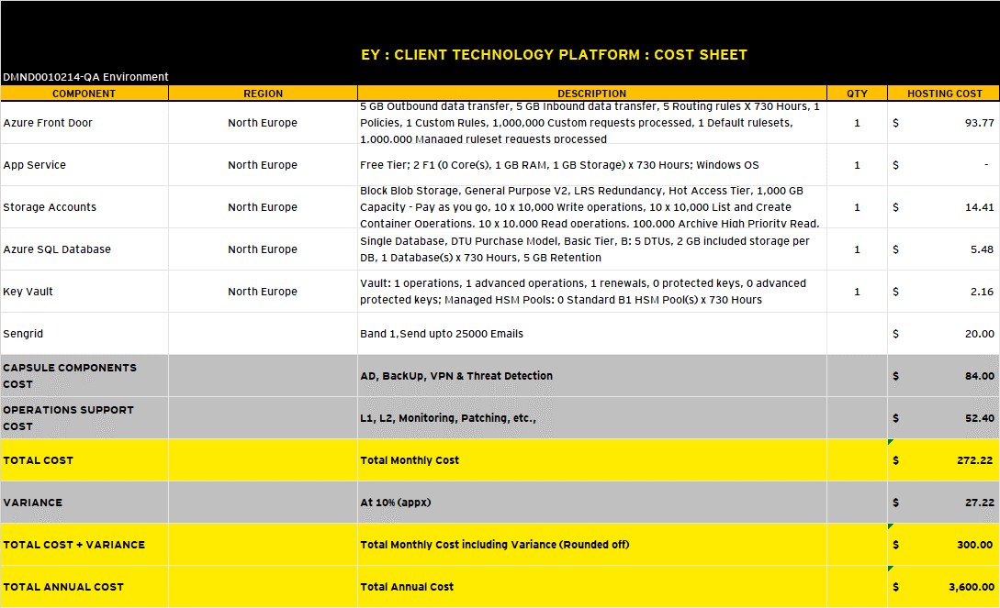 EY : CLIENT TECHNOLOGY PLATFORM : COST SHEET
DMND0010214-QA Environment
COMPONENT REGION DESCRIPTION QTY HOSTING COST
Azure Front Door North Europe 5 GB Outbound data transfer, 5 GB Inbound data transfer, 5 Routing rules X 730 Hours, 1 1 $ 93.77
Policies, 1 Custom Rules, 1,000,000 Custom requests processed, 1 Default rulesets,
1,000,000 Managed ruleset requests processed
App Service North Europe Free Tier; 2 F1 (0 Core(s), 1 GB RAM, 1 GB Storage) x 730 Hours; Windows OS 1 $ -
Storage Accounts North Europe Block Blob Storage, General Purpose V2, LRS Redundancy, Hot Access Tier, 1,000 GB 1 $ 14.41
Capacity - Pay as you go, 10 x 10,000 Write operations, 10 x 10,000 List and Create
Container Operations, 10 x 10,000 Read operations, 100,000 Archive High Priority Read,
Azure SQL Database North Europe Single Database, DTU Purchase Model, Basic Tier, B: 5 DTUs, 2 GB included storage per 1 $ 5.48
DB, 1 Database(s) x 730 Hours, 5 GB Retention
Key Vault North Europe Vault: 1 operations, 1 advanced operations, 1 renewals, 0 protected keys, 0 advanced 1 $ 2.16
protected keys; Managed HSM Pools: 0 Standard B1 HSM Pool(s) x 730 Hours
Sengrid Band 1,Send upto 25000 Emails $ 20.00
CAPSULE COMPONENTS
COST AD, BackUp, VPN & Threat Detection $ 84.00
OPERATIONS SUPPORT
COST L1, L2, Monitoring, Patching, etc., $ 52.40
TOTAL COST Total Monthly Cost $ 272.22
VARIANCE At 10% (appx) $ 27.22
TOTAL COST + VARIANCE Total Monthly Cost including Variance (Rounded off) $ 300.00
TOTAL ANNUAL COST Total Annual Cost $ 3,600.00